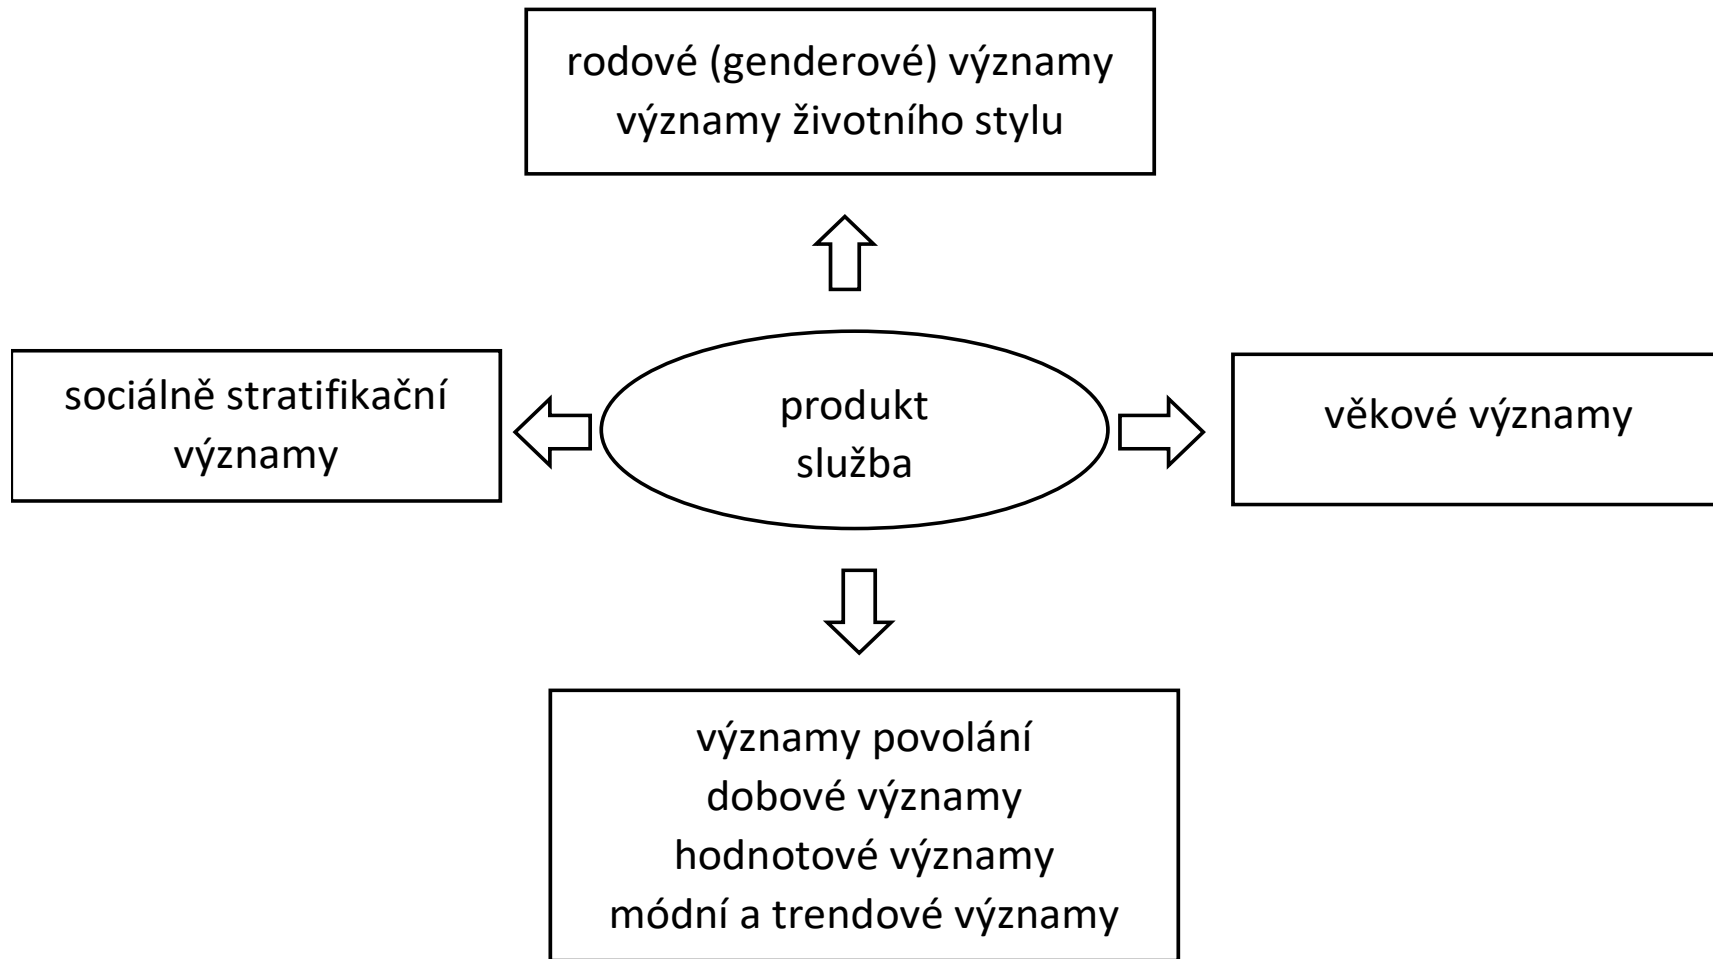 rodové (genderové) významy
významy životního stylu
sociálně stratifikační
významy
produkt
služba
věkové významy
významy povolání
dobové významy
hodnotové významy
módní a trendové významy